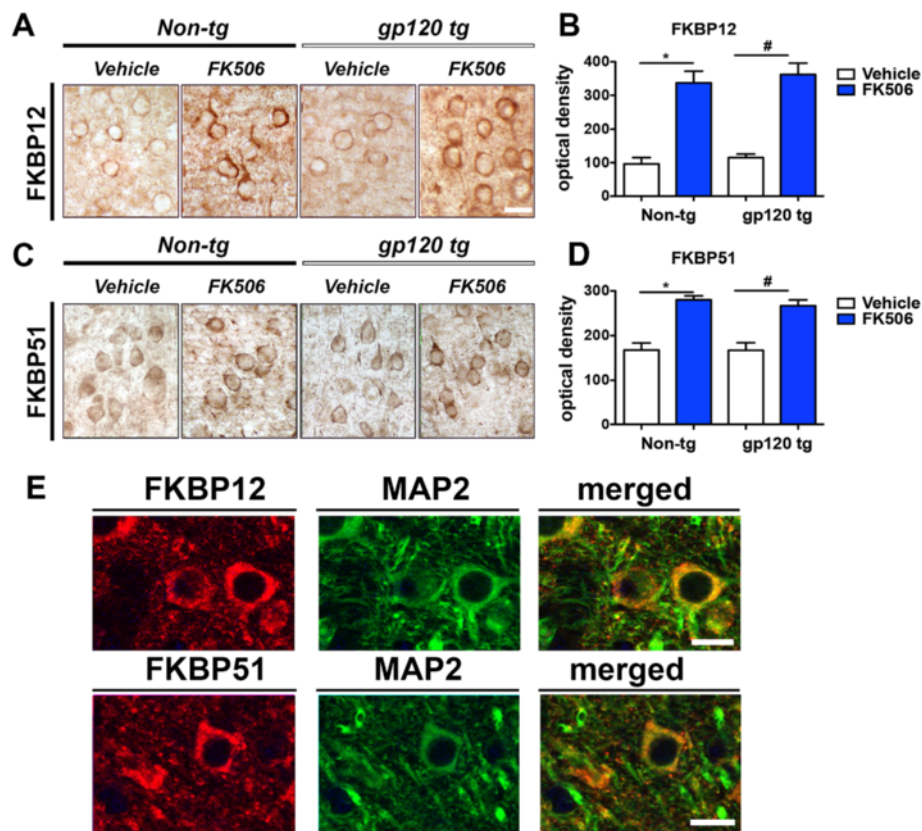 A
Non-tg
gp120 tg
Vehicle
FK506
Vehicle
FK506
FKBP12
B
FKBP12
optical density
400
300
200
100
0
*
#
Non-tg
gp120 tg
Vehicle
FK506
C
Non-tg
gp120 tg
Vehicle
FK506
Vehicle
FK506
FKBP51
D
FKBP51
optical density
300
200
100
0
*
#
Non-tg
gp120 tg
Vehicle
FK506
E
FKBP12
MAP2
merged
FKBP51
MAP2
merged